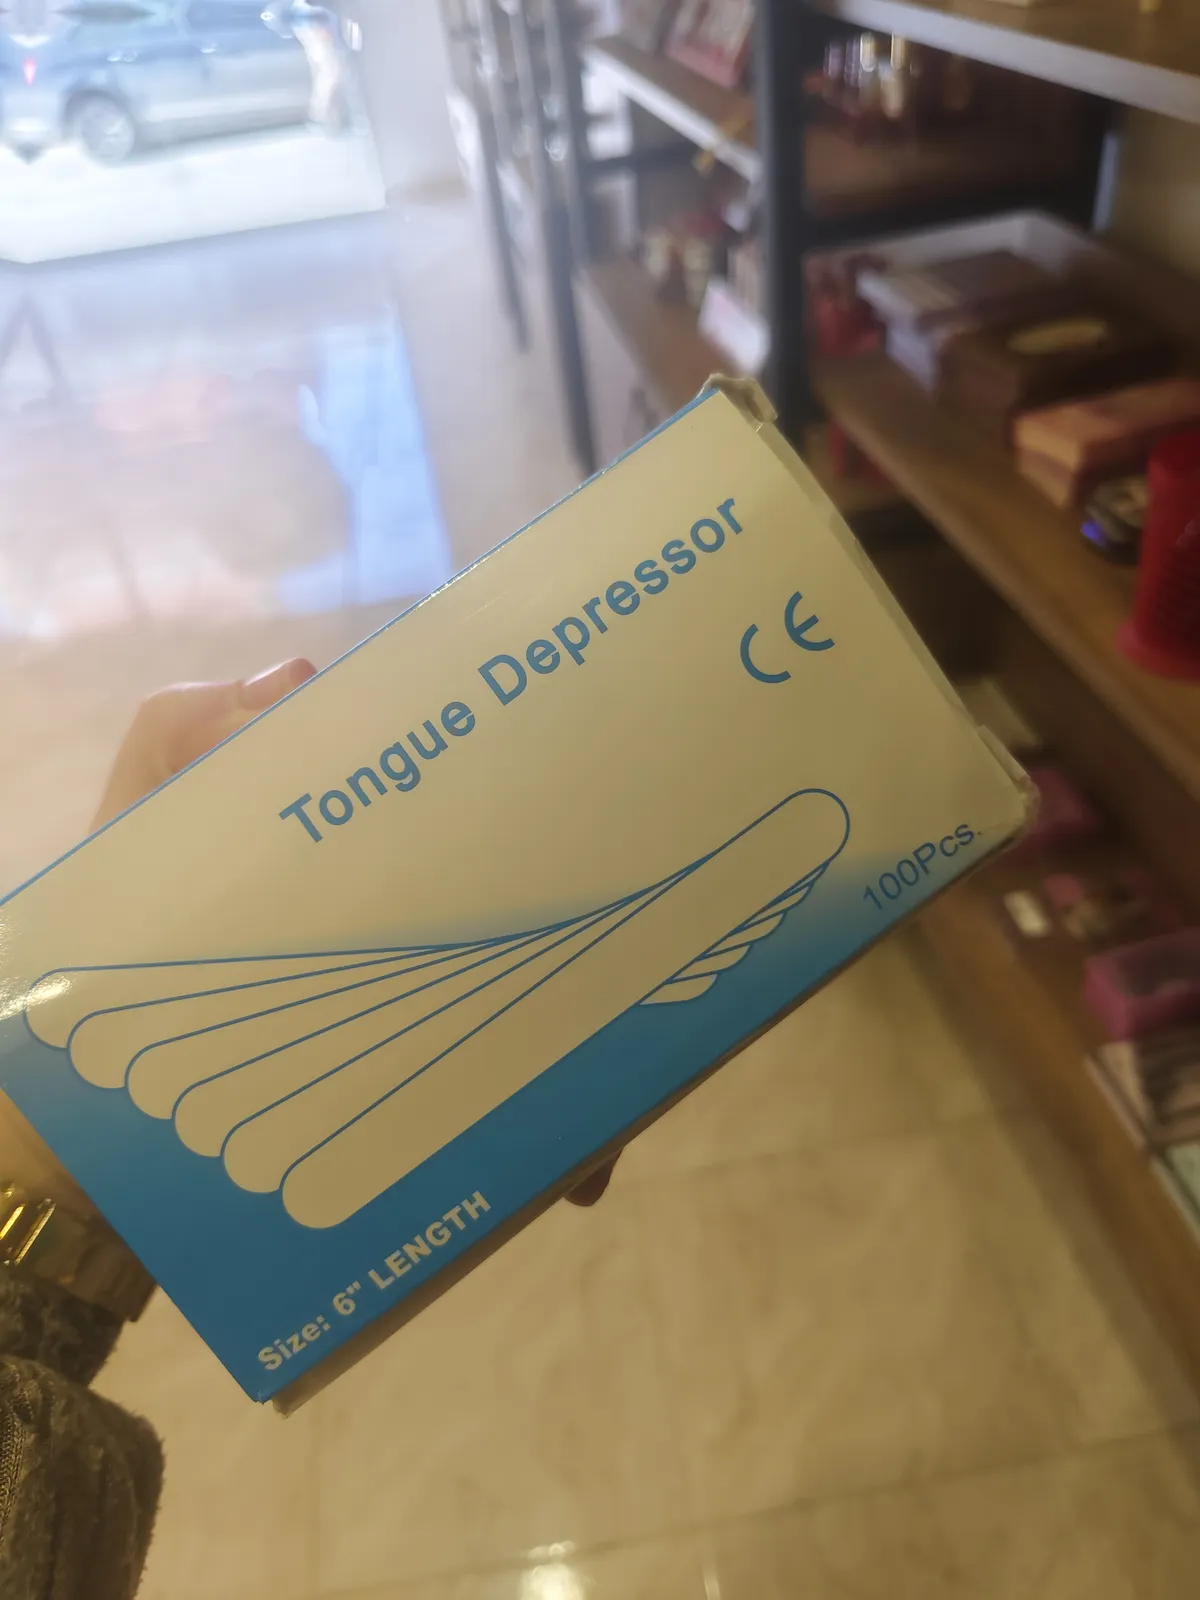 Tongue Depressor
CE
100Pcs.
Size: 6" LENGTH